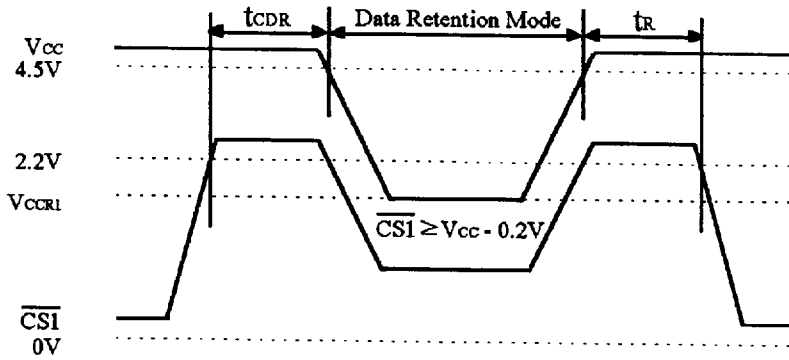 tCDR Data Retention Mode tR
Vcc
4.5V
2.2V
VCCR1
CS1 ≥ Vcc - 0.2V
CS1
0V